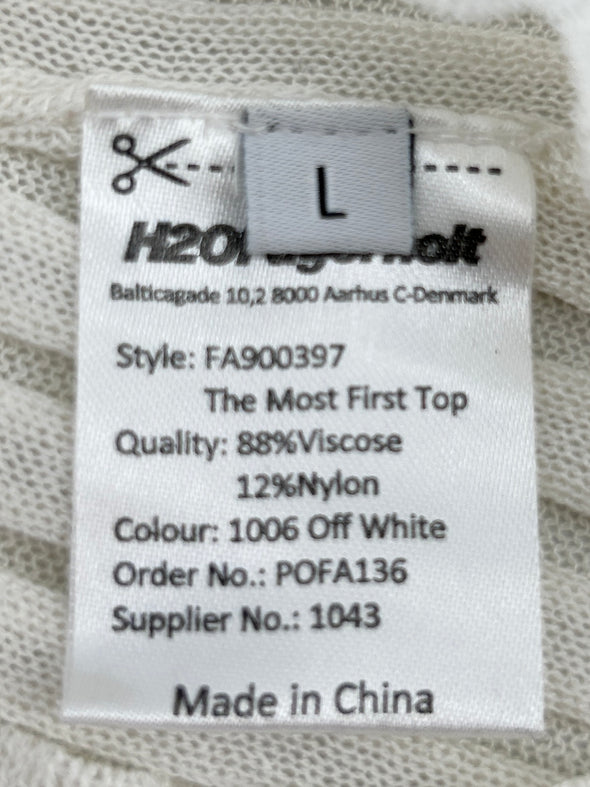 L
Balticagade 10,2 8000 Aarhus C-Denmark
Style: FA900397
The Most First Top
Quality: 88%Viscose
12%Nylon
Colour: 1006 Off White
Order No.: POFA136
Supplier No.: 1043
Made in China